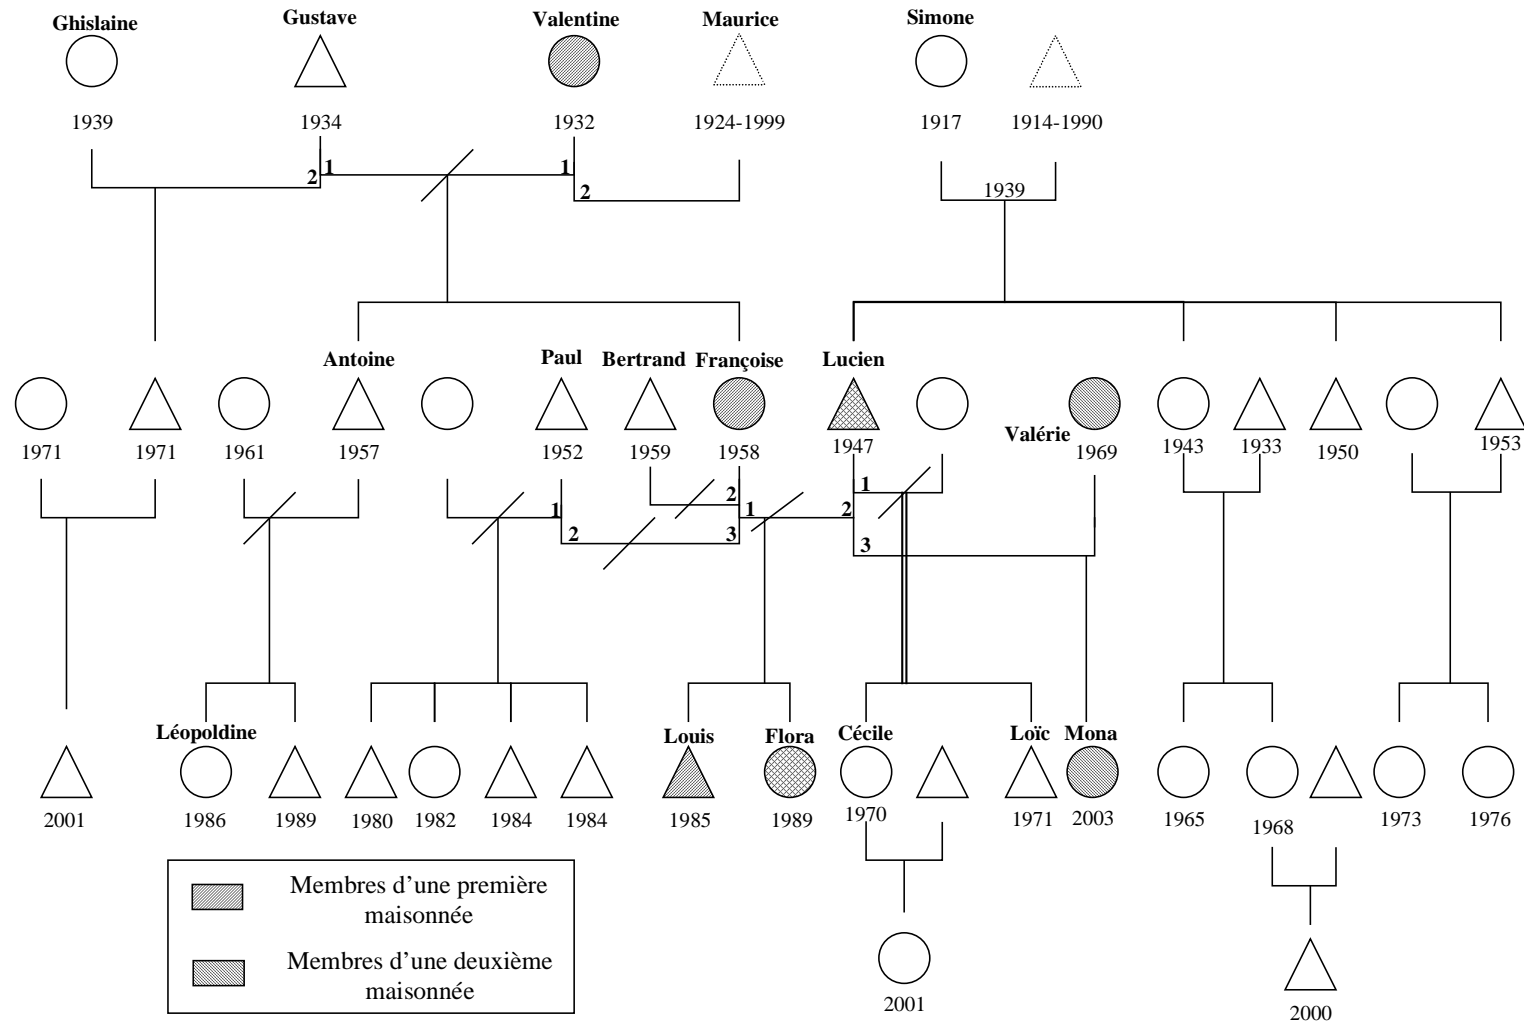 Ghislaine Gustave Valentine Maurice Simone
1939 1934 1932 1924-1999 1917 1914-1990
1 1
2 2
1939
Antoine Paul Bertrand Françoise Lucien
Valérie
1971 1971 1961 1957 1952 1959 1958 1947 1969 1943 1933 1950 1953
1
2
1 1 2
2 3 3
Léopoldine Louis Flora Cécile Loïc Mona
2001 1986 1989 1980 1982 1984 1984 1985 1989 1970 1971 2003 1965 1968 1973 1976
Membres d’une première
maisonnée
Membres d’une deuxième
maisonnée
2001 2000